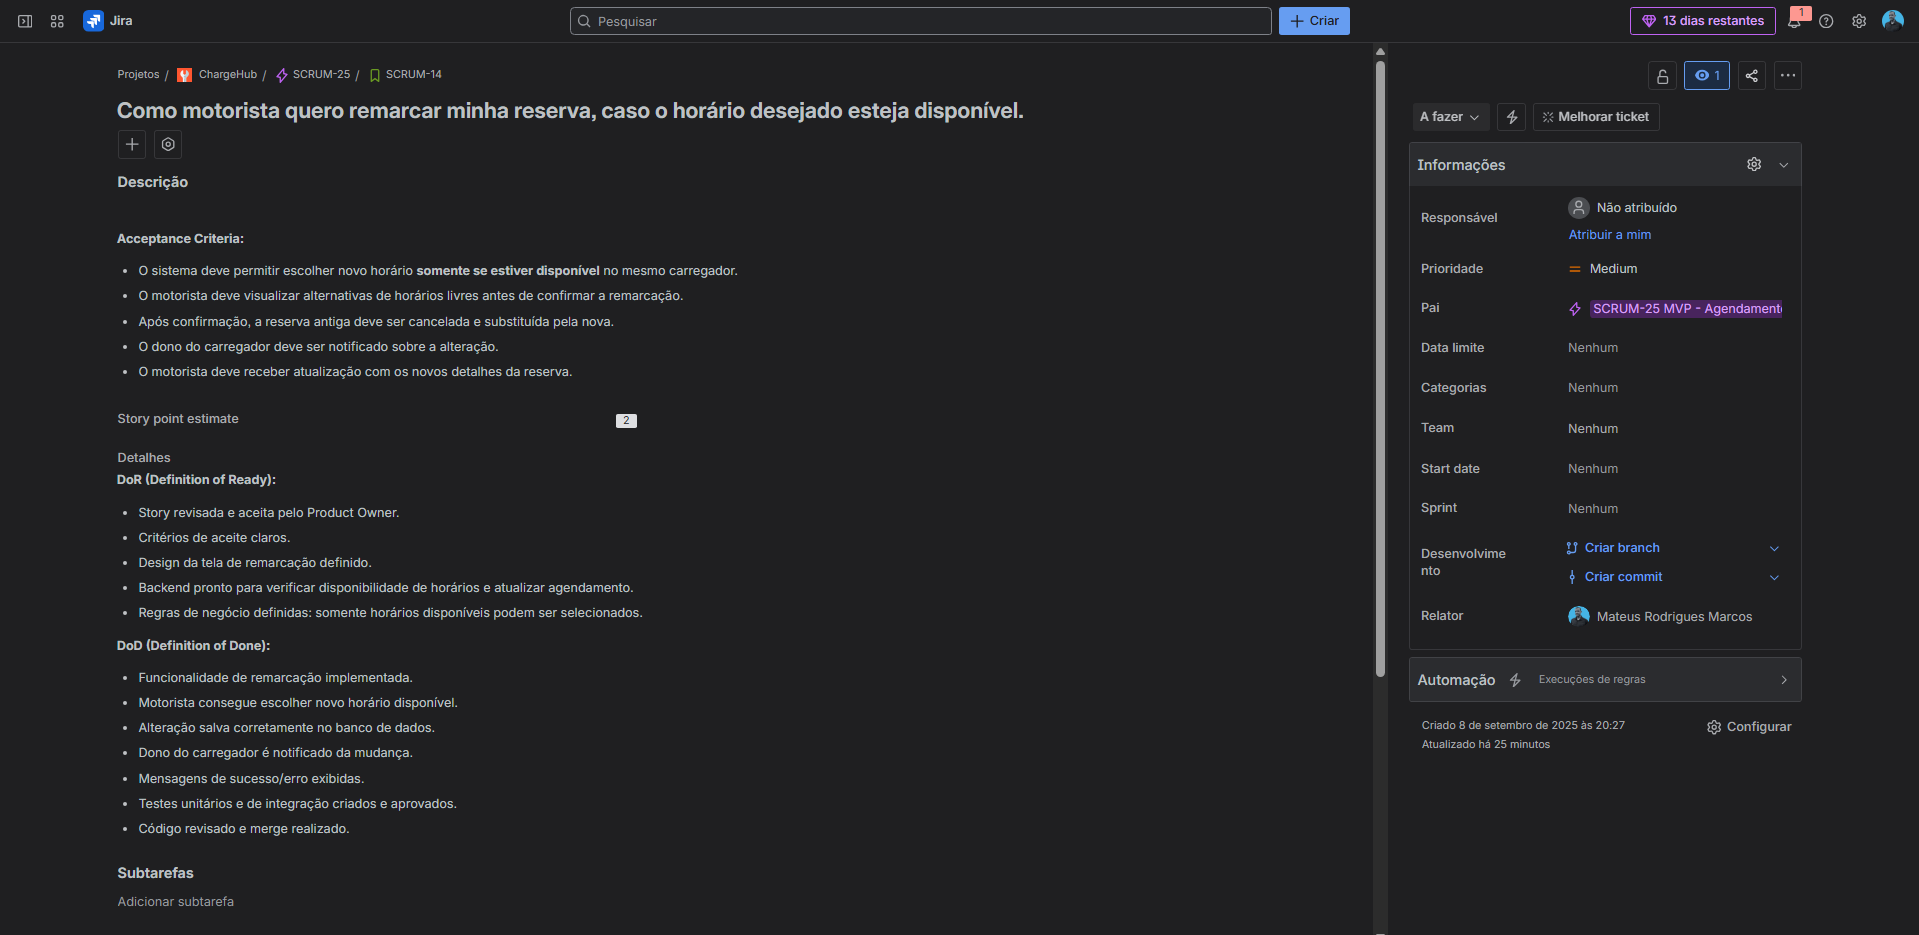 Jira
Pesquisar
Criar
13 dias restantes
1
Projetos / ChargeHub / SCRUM-25 / SCRUM-14
1
Como motorista quero remarcar minha reserva, caso o horário desejado esteja disponível.
Descrição
Acceptance Criteria:
• O sistema deve permitir escolher novo horário somente se estiver disponível no mesmo carregador.
• O motorista deve visualizar alternativas de horários livres antes de confirmar a remarcação.
• Após confirmação, a reserva antiga deve ser cancelada e substituída pela nova.
• O dono do carregador deve ser notificado sobre a alteração.
• O motorista deve receber atualização com os novos detalhes da reserva.
Story point estimate 2
Detalhes
DoR (Definition of Ready):
• Story revisada e aceita pelo Product Owner.
• Critérios de aceite claros.
• Design da tela de remarcação definido.
• Backend pronto para verificar disponibilidade de horários e atualizar agendamento.
• Regras de negócio definidas: somente horários disponíveis podem ser selecionados.
DoD (Definition of Done):
• Funcionalidade de remarcação implementada.
• Motorista consegue escolher novo horário disponível.
• Alteração salva corretamente no banco de dados.
• Dono do carregador é notificado da mudança.
• Mensagens de sucesso/erro exibidas.
• Testes unitários e de integração criados e aprovados.
• Código revisado e merge realizado.
Subtarefas
Adicionar subtarefa
A fazer
Melhorar ticket
Informações
Responsável
Não atribuído
Atribuir a mim
Prioridade
Medium
Pai
SCRUM-25 MVP - Agendamento
Data limite
Nenhum
Categorias
Nenhum
Team
Nenhum
Start date
Nenhum
Sprint
Nenhum
Desenvolvime
nto
Criar branch
Criar commit
Relator
Mateus Rodrigues Marcos
Automação
Execuções de regras
Criado 8 de setembro de 2025 às 20:27
Atualizado há 25 minutos
Configurar